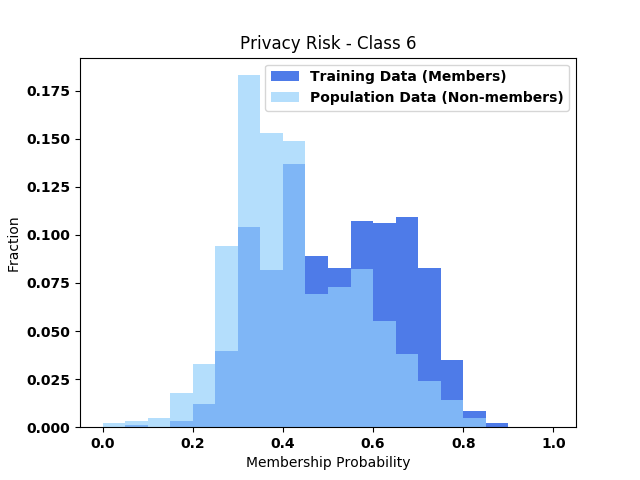 Privacy Risk - Class 6
Training Data (Members)
Population Data (Non-members)
0.175
0.150
0.125
0.100
0.075
0.050
0.025
0.000
Fraction
0.0 0.2 0.4 0.6 0.8 1.0
Membership Probability